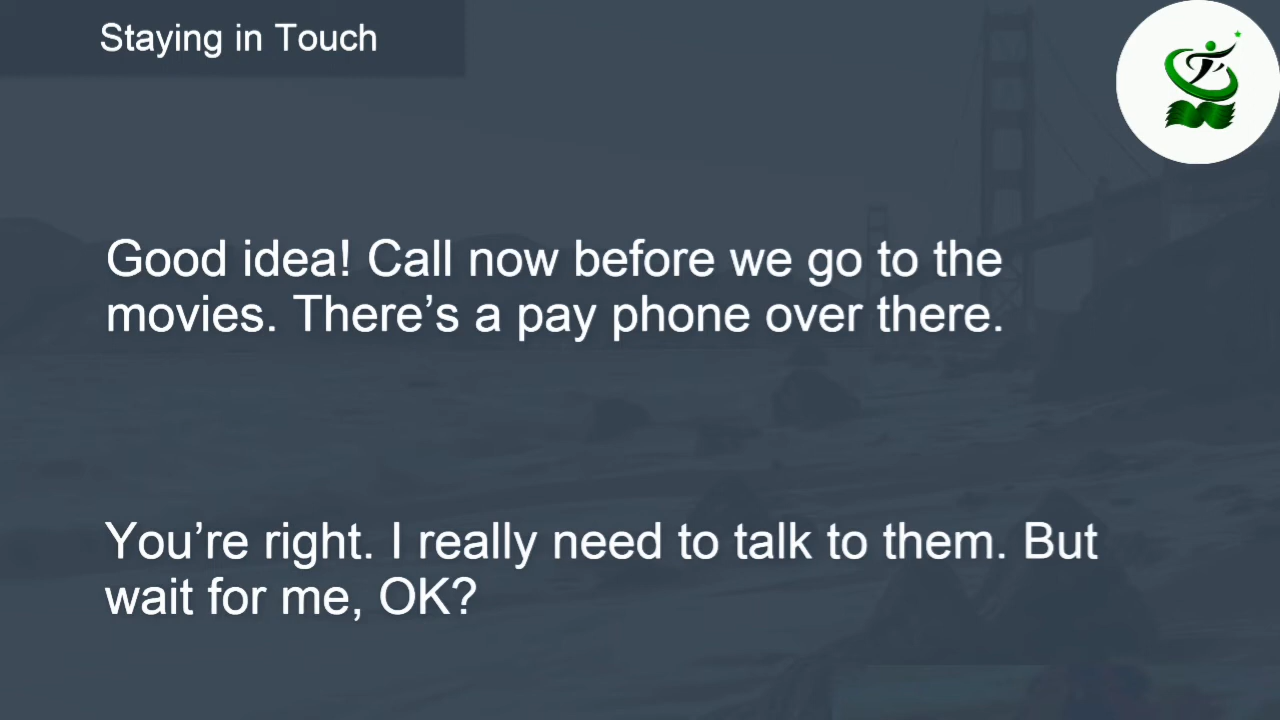 Staying in Touch
Good idea! Call now before we go to the
movies. There’s a pay phone over there.
You’re right. I really need to talk to them. But
wait for me, OK?